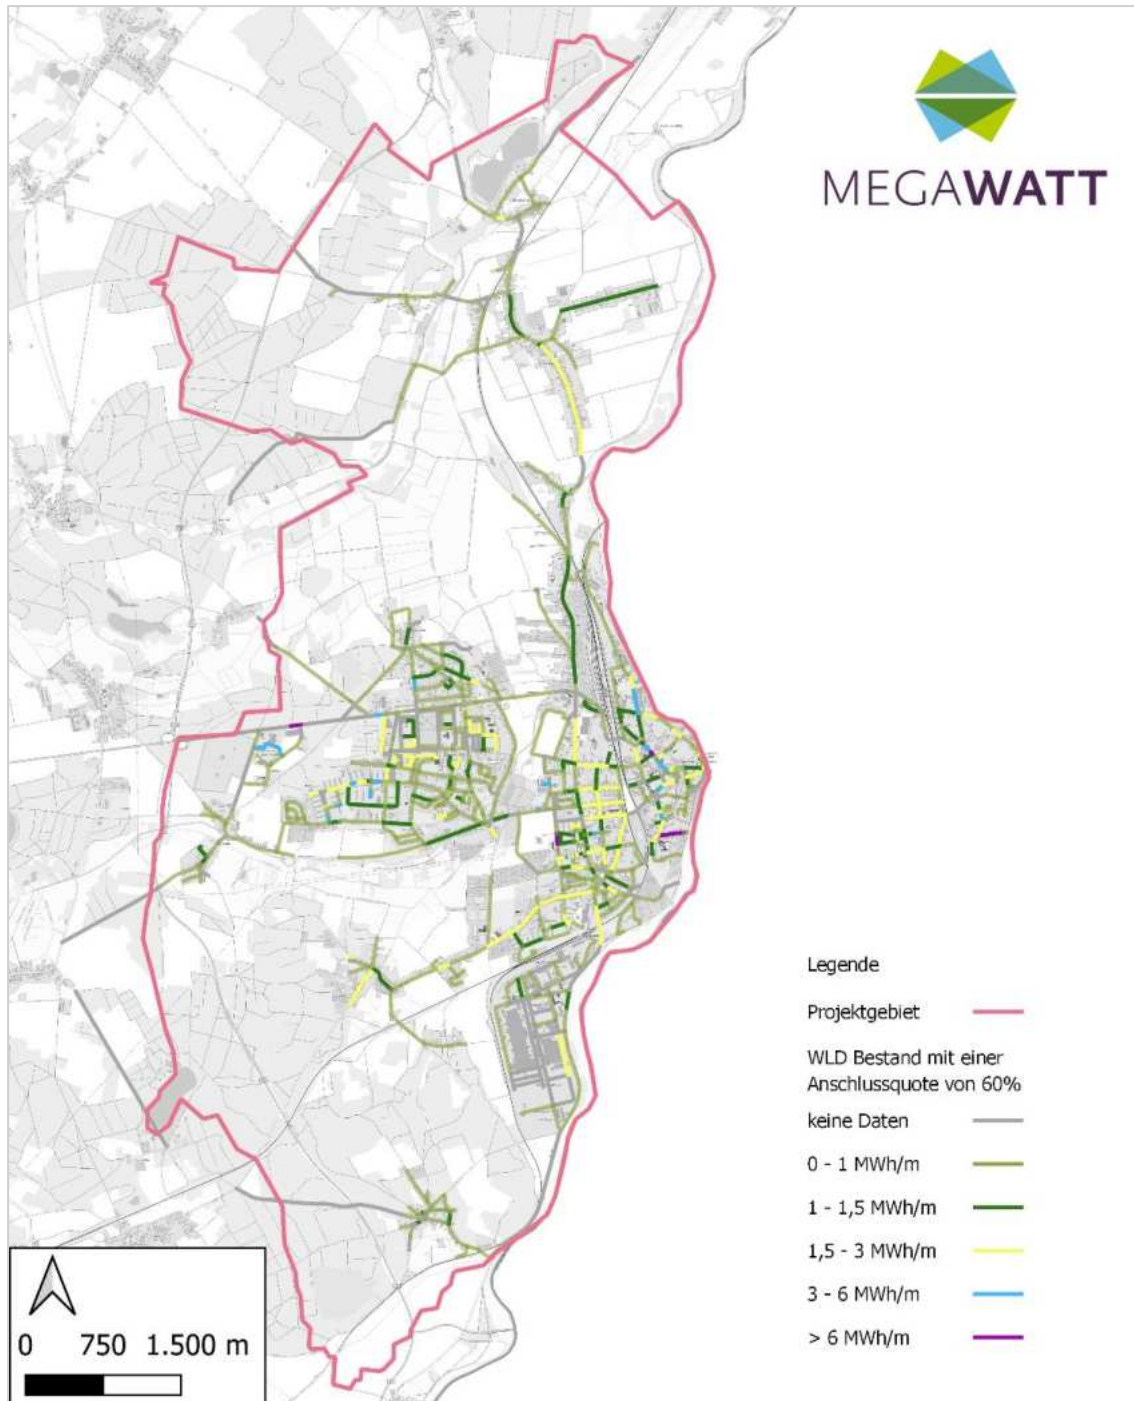 MEGAWATT
Legende
Projektgebiet
WLD Bestand mit einer
Anschlussquote von 60%
keine Daten
0 - 1 MWh/m
1 - 1,5 MWh/m
1,5 - 3 MWh/m
3 - 6 MWh/m
> 6 MWh/m
0 750 1.500 m